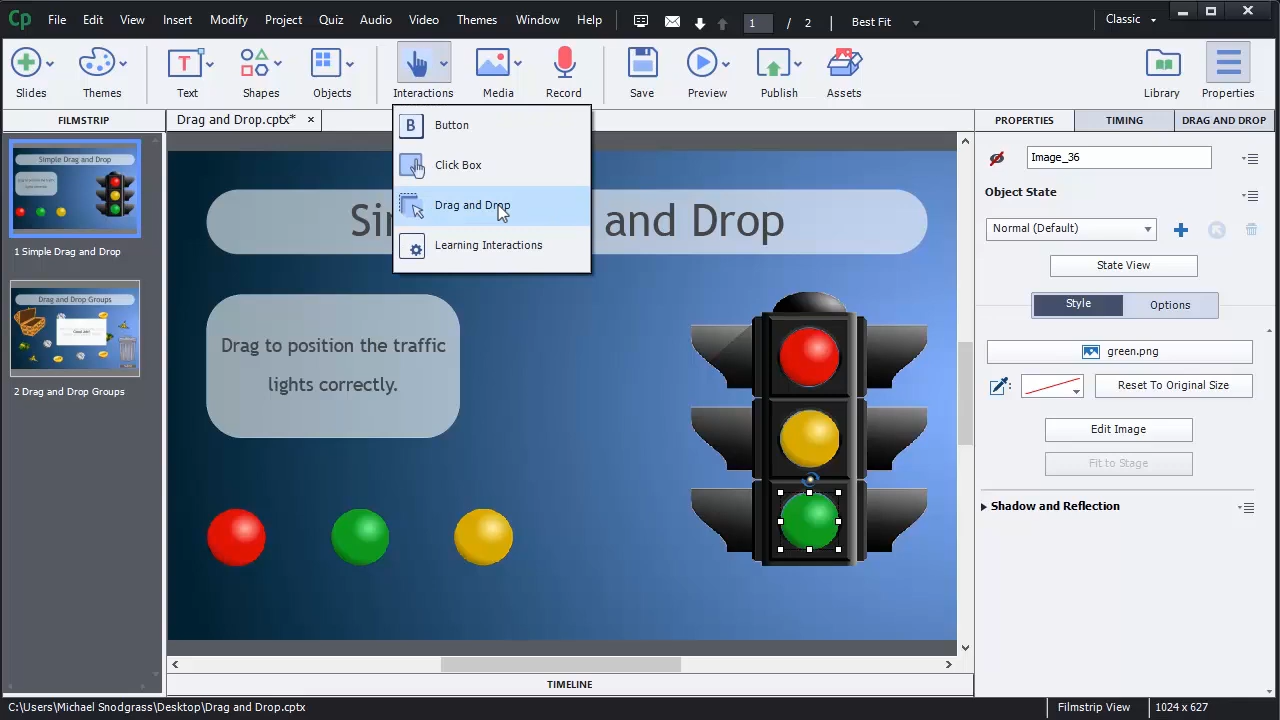 Cp File Edit View Insert Modify Project Quiz Audio Video Themes Window Help 1 / 2 Best Fit Classic
Slides Themes Text Shapes Objects Interactions Media Record Save Preview Publish Assets Library Properties
FILMSTRIP
Drag and Drop.cptx* ×
PROPERTIES TIMING DRAG AND DROP
B Button
Click Box
Drag and Drop
Learning Interactions
Simple Drag and Drop
1 Simple Drag and Drop
Drag and Drop Groups
2 Drag and Drop Groups
Si and Drop
Drag to position the traffic
lights correctly.
Image_36
Object State
Normal (Default)
State View
Style Options
green.png
Reset To Original Size
Edit Image
Fit to Stage
Shadow and Reflection
TIMELINE
C:\Users\Michael Snodgrass\Desktop\Drag and Drop.cptx Filmstrip View 1024 x 627